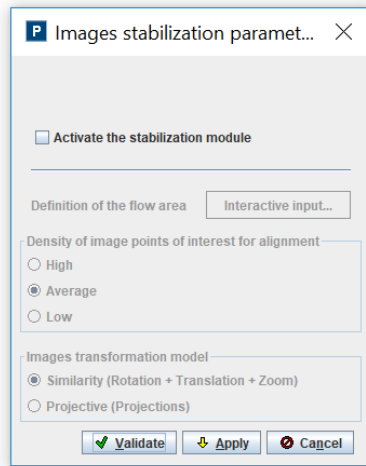 P Images stabilization paramet...
Activate the stabilization module
Definition of the flow area Interactive input...
Density of image points of interest for alignment
High
Average
Low
Images transformation model
Similarity (Rotation + Translation + Zoom)
Projective (Projections)
Validate Apply Cancel